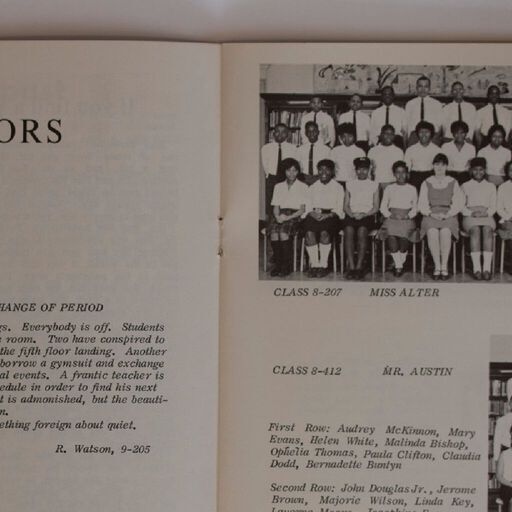 ORS
HANGE OF PERIOD
gs. Everybody is off. Students
room. Two have conspired to
the fifth floor landing. Another
borrow a gymsuit and exchange
al events. A frantic teacher is
edule in order to find his next
t is admonished, but the beauti-
n.
ething foreign about quiet.
R. Watson, 9-205
CLASS 8-207 MISS ALTER
CLASS 8-412 MR. AUSTIN
First Row: Audrey McKinnon, Mary
Evans, Helen White, Malinda Bishop,
Ophelia Thomas, Paula Clifton, Claudia
Dodd, Bernadette Buntyn
Second Row: John Douglas Jr., Jerome
Brown, Majorie Wilson, Linda Key,